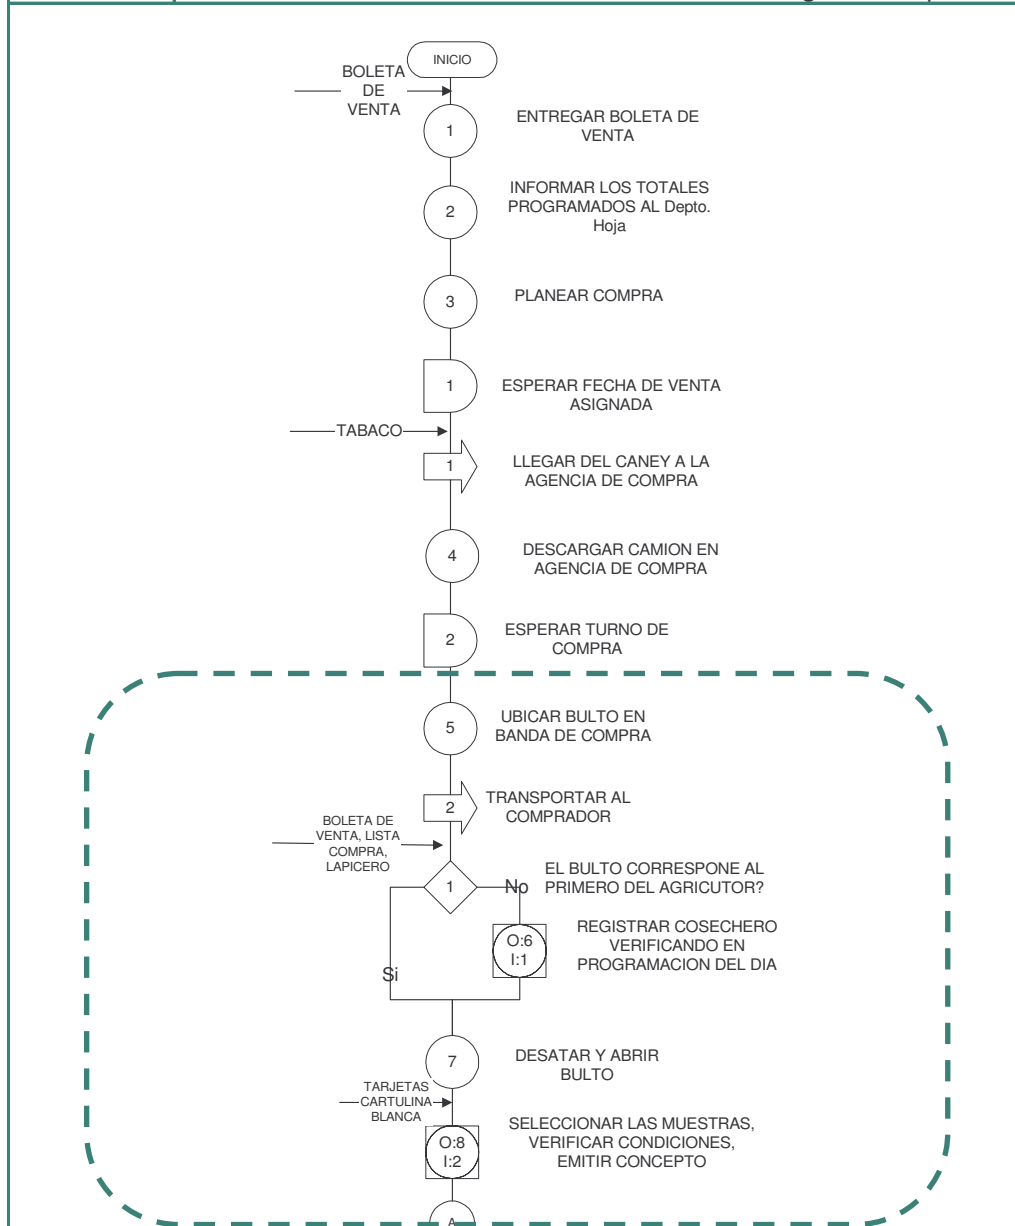 INICIO
BOLETA
DE
VENTA
1
ENTREGAR BOLETA DE
VENTA
2
INFORMAR LOS TOTALES
PROGRAMADOS AL Depto.
Hoja
3
PLANEAR COMPRA
1
ESPERAR FECHA DE VENTA
ASIGNADA
TABACO
1
LLEGAR DEL CANEY A LA
AGENCIA DE COMPRA
4
DESCARGAR CAMION EN
AGENCIA DE COMPRA
2
ESPERAR TURNO DE
COMPRA
5
UBICAR BULTO EN
BANDA DE COMPRA
2
TRANSPORTAR AL
COMPRADOR
BOLETA DE
VENTA, LISTA
COMPRA,
LAPICERO
1
No
EL BULTO CORRESPONE AL
PRIMERO DEL AGRICUTOR?
Si
O:6
I:1
REGISTRAR COSECHERO
VERIFICANDO EN
PROGRAMACION DEL DIA
7
DESATAR Y ABRIR
BULTO
TARJETAS
CARTULINA
BLANCA
O:8
I:2
SELECCIONAR LAS MUESTRAS,
VERIFICAR CONDICIONES,
EMITIR CONCEPTO
A